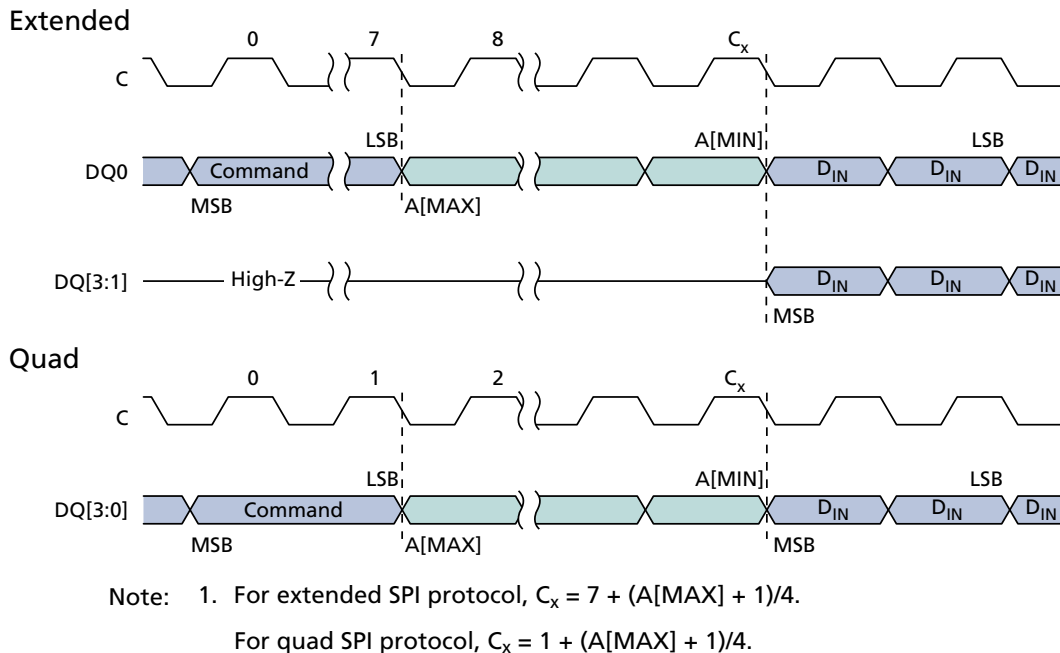 Extended
0 7 8 Cx
C
LSB A[MIN] LSB
DQ0 Command DIN DIN DIN
MSB A[MAX]
DQ[3:1] High-Z DIN DIN DIN
MSB
Quad
0 1 2 Cx
C
LSB A[MIN] LSB
DQ[3:0] Command DIN DIN DIN
MSB A[MAX] MSB
Note: 1. For extended SPI protocol, Cx = 7 + (A[MAX] + 1)/4.
For quad SPI protocol, Cx = 1 + (A[MAX] + 1)/4.